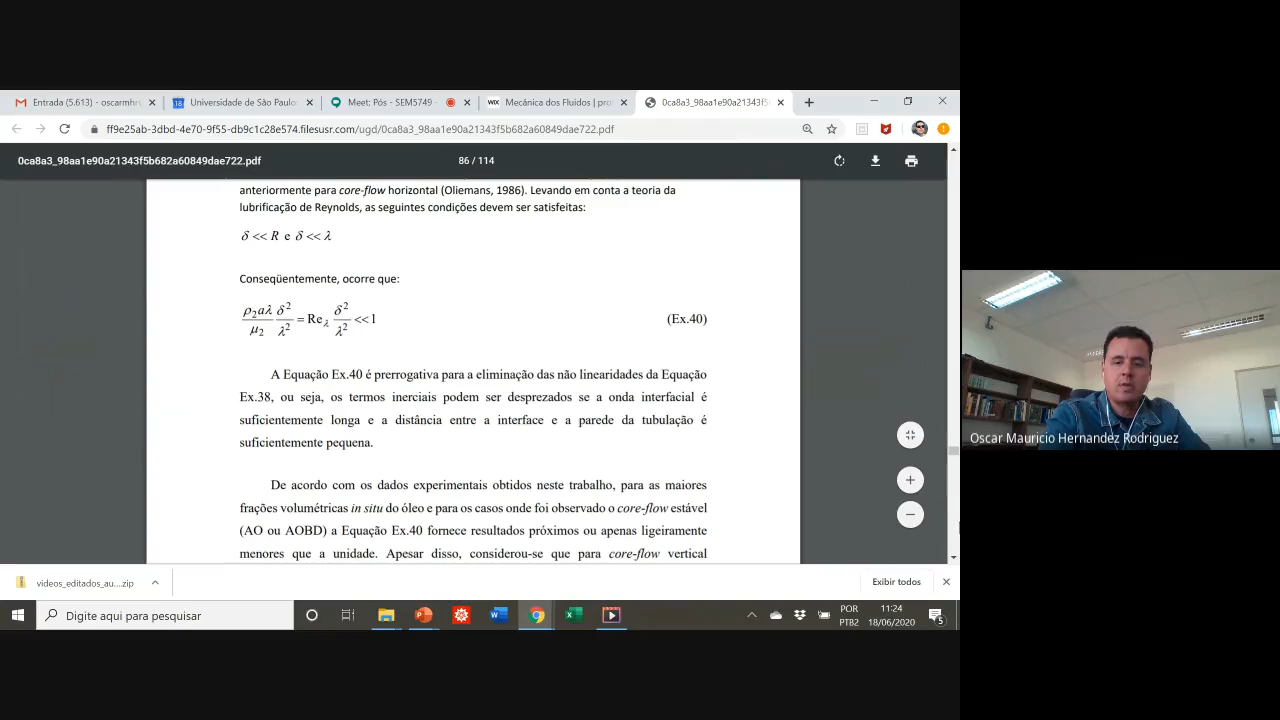 Entrada (5.613) - oscarmhr
Universidade de São Paulo
Meet: Pós - SEM5749 -
WIX Mecânica dos Fluidos | pro
0ca8a3_98aa1e90a21343f5
ff9e25ab-3dbd-4e70-9f55-db9c1c28e574.filesusr.com/ugd/0ca8a3_98aa1e90a21343f5b682a60849dae722.pdf
0ca8a3_98aa1e90a21343f5b682a60849dae722.pdf
86 / 114
anteriormente para core-flow horizontal (Oliemans, 1986). Levando em conta a teoria da
lubrificação de Reynolds, as seguintes condições devem ser satisfeitas:
δ << R e δ << λ
Conseqüentemente, ocorre que:
ρ₂aλ/μ₂ δ²/λ² = Re_λ δ²/λ² << 1 (Ex.40)
A Equação Ex.40 é prerrogativa para a eliminação das não linearidades da Equação
Ex.38, ou seja, os termos inerciais podem ser desprezados se a onda interfacial é
suficientemente longa e a distância entre a interface e a parede da tubulação é
suficientemente pequena.
De acordo com os dados experimentais obtidos neste trabalho, para as maiores
frações volumétricas in situ do óleo e para os casos onde foi observado o core-flow estável
(AO ou AOBD) a Equação Ex.40 fornece resultados próximos ou apenas ligeiramente
menores que a unidade. Apesar disso, considerou-se que para core-flow vertical
Oscar Mauricio Hernandez Rodriguez
videos_editados_au....zip
Exibir todos
Digite aqui para pesquisar
POR
PTB2
11:24
18/06/2020
5